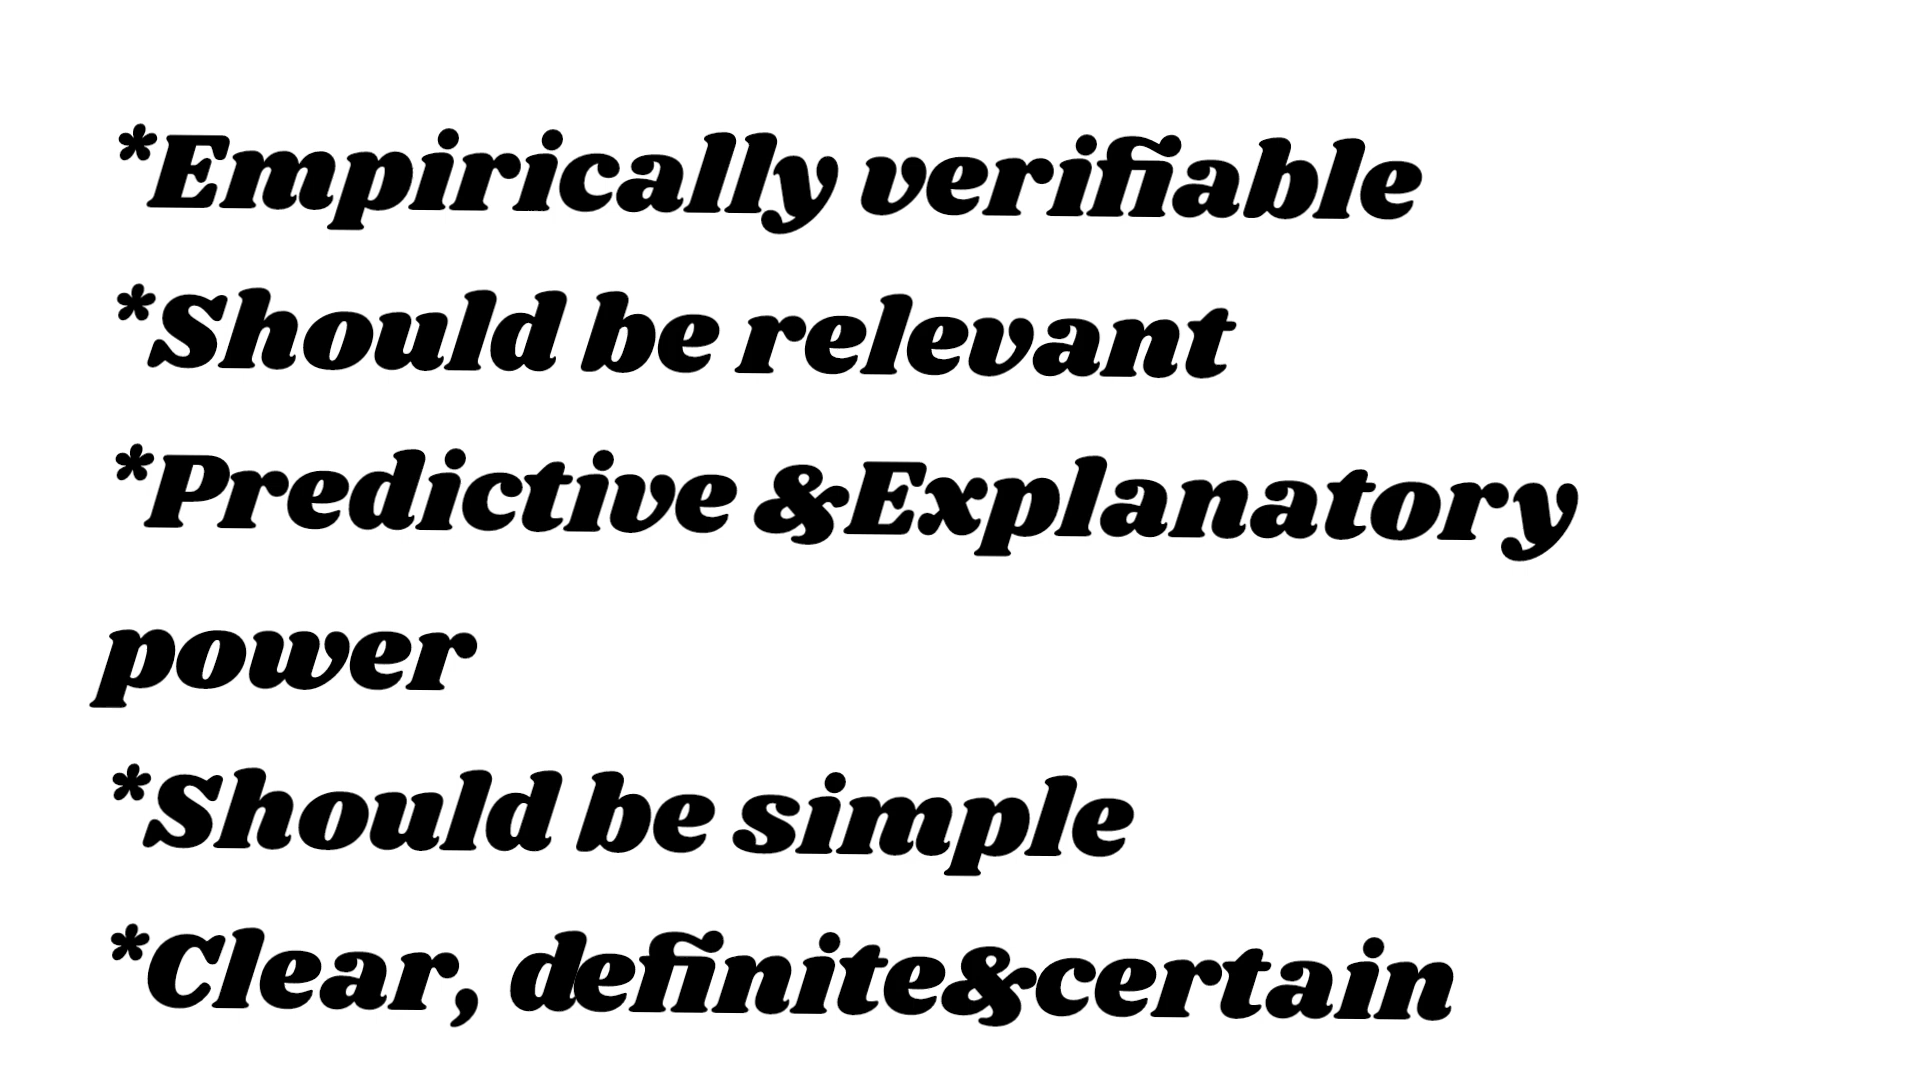 *Empirically verifiable
*Should be relevant
*Predictive &Explanatory
power
*Should be simple
*Clear, definite&certain